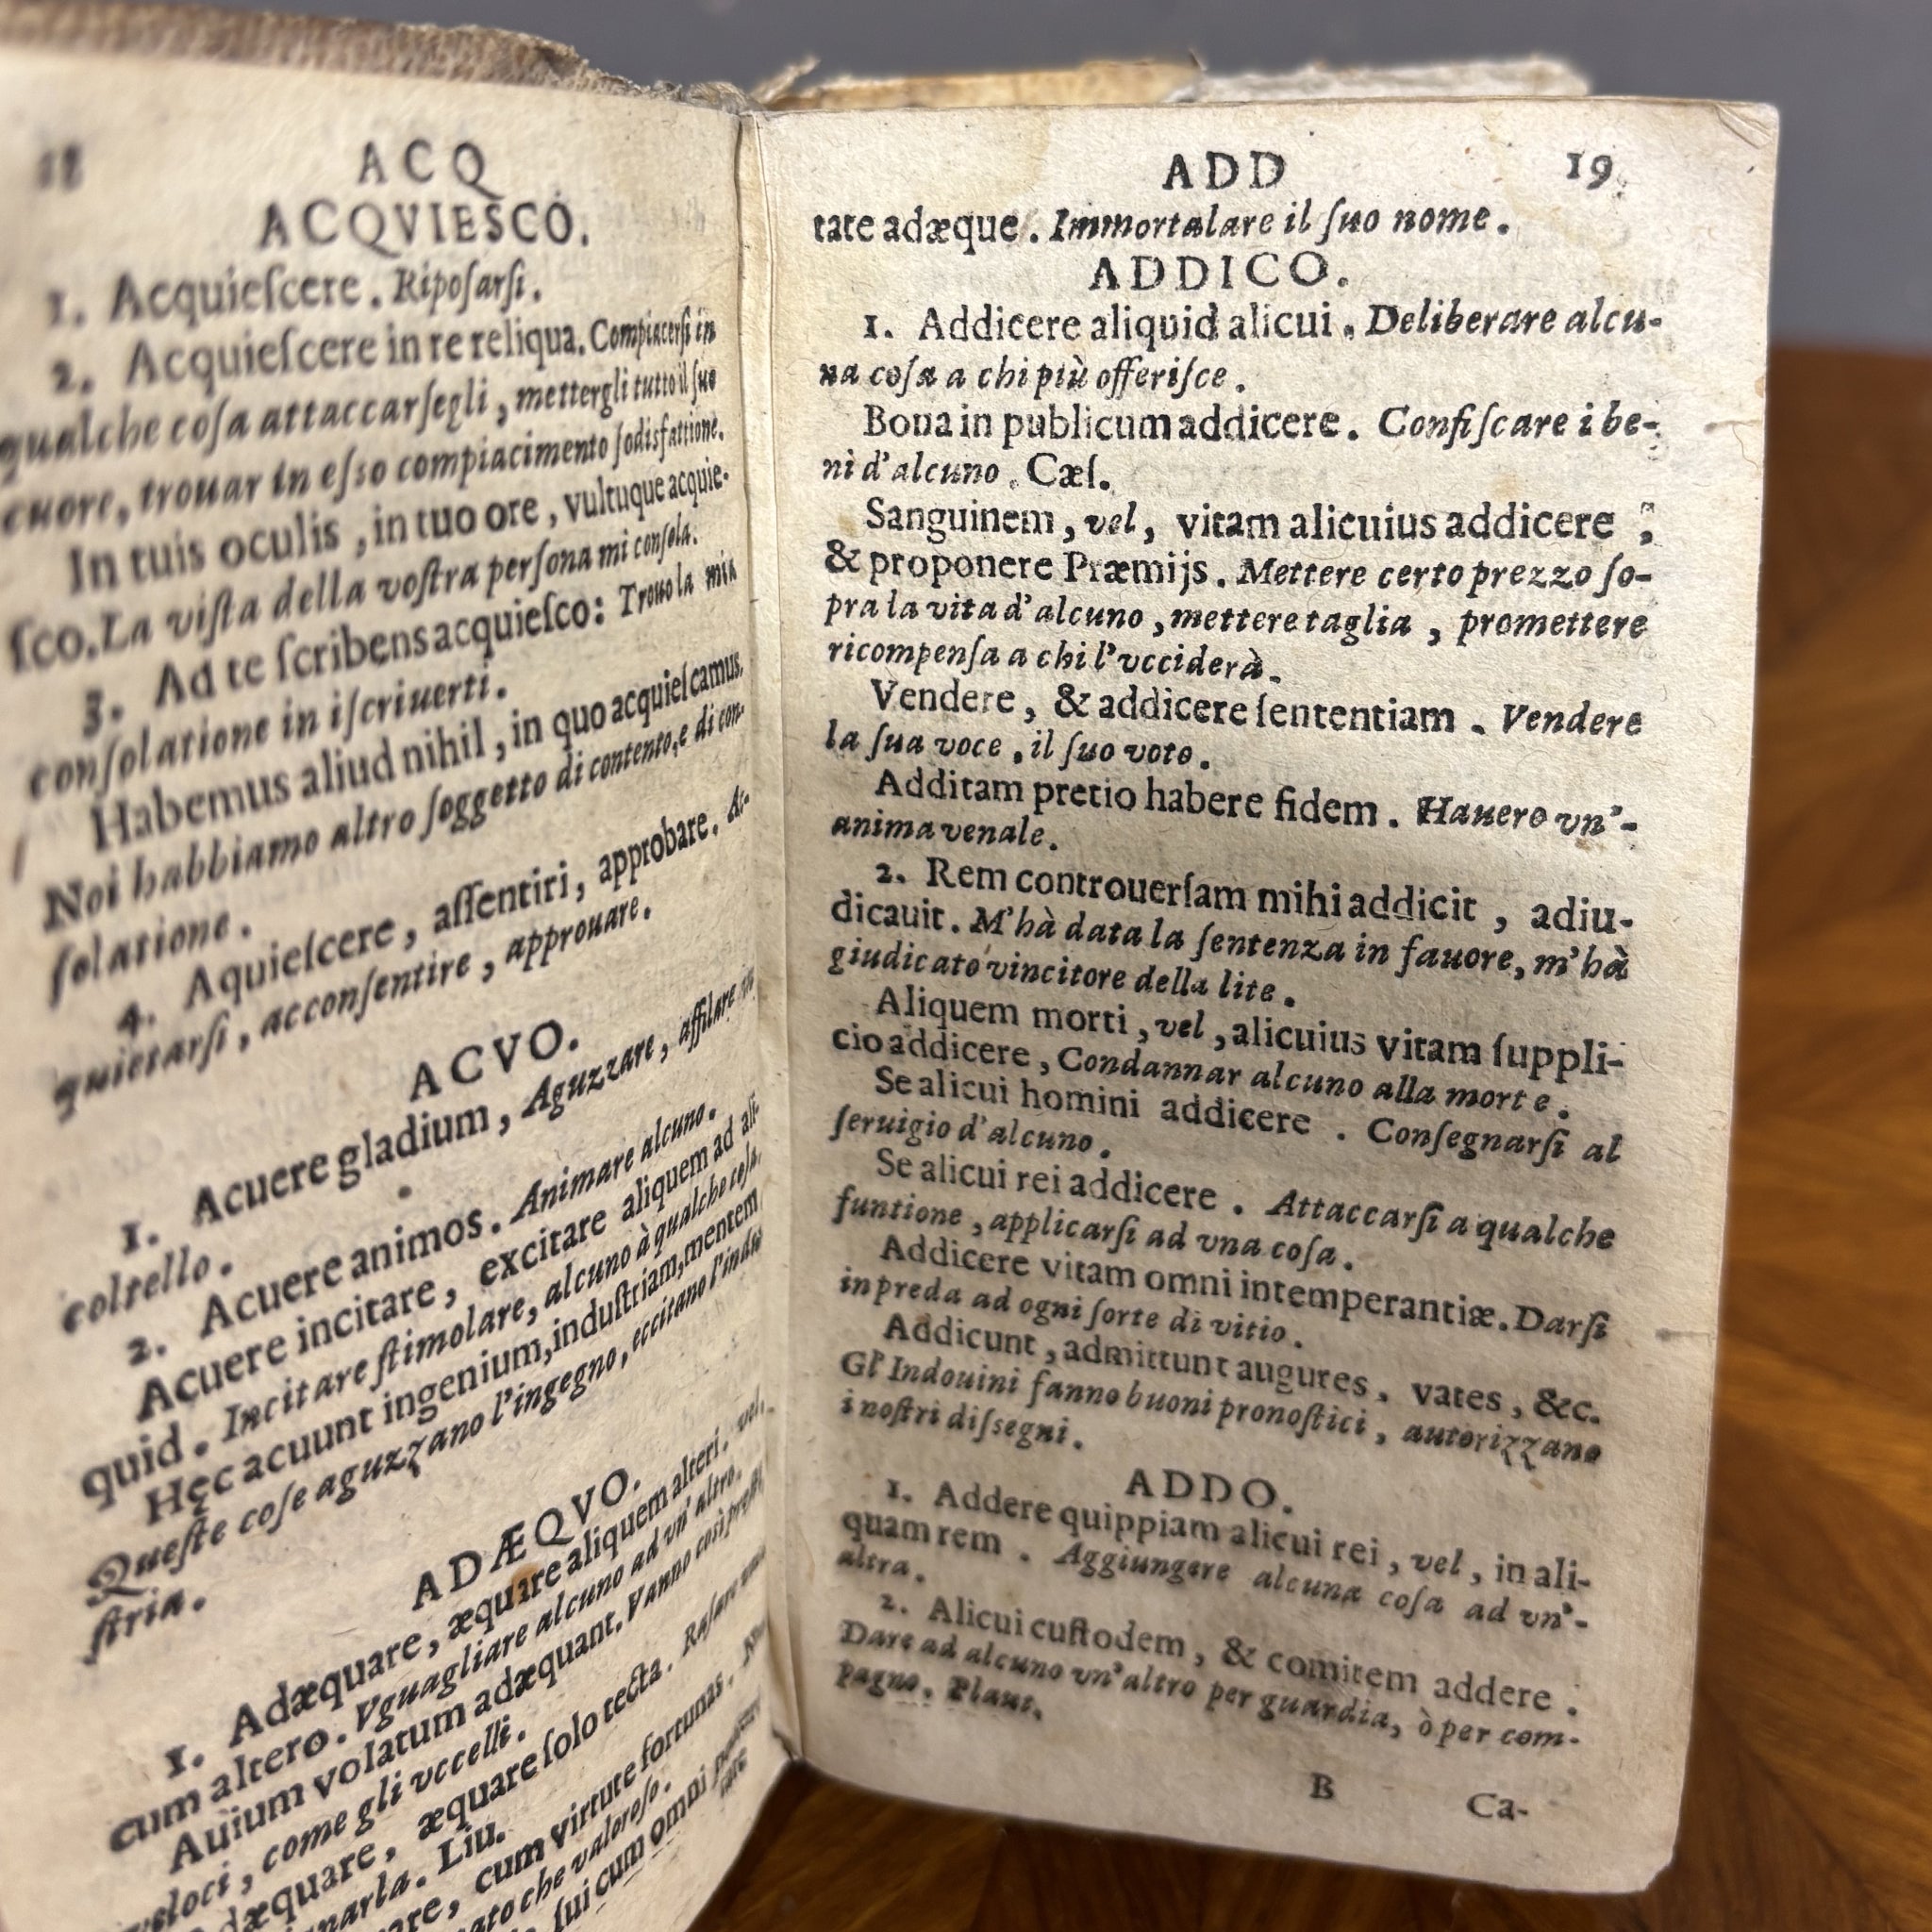 18 ACQ
ACQVIESCO.
1. Acquieſcere. Ripoſarſi.
2. Acquieſcere in re reliqua. Compiacerſi in
qualche coſa attaccarſegli, mettergli tutto il ſuo
cuore, trouar in eſso compiacimento ſodisfattione.
In tuis oculis, in tuo ore, vultuque acquie-
ſco. La viſta della voſtra perſona mi conſola.
3. Ad te ſcribens acquieſco: Trouo la mia
conſolatione in iſcriuerti.
Habemus aliud nihil, in quo acquieſcamus.
Noi habbiamo altro ſoggetto di contento, e di con-
ſolatione.
4. Aquieſcere, aſſentiri, approbare. Ac-
quietarſi, acconſentire, approuare.
ACVO.
1. Acuere gladium, Aguzzare, affilare
coltello.
2. Acuere animos. Animare alcuno.
Acuere incitare, excitare aliquem ad ali-
quid. Incitare ſtimolare, alcuno à qualche coſa.
Hęc acuunt ingenium, induſtriam, mentem
Queſte coſe aguzzano l'ingegno, eccitano l'indu-
ſtria.
ADÆQVO.
1. Adæquare, æquare aliquem alteri, vel,
cum altero. Vguagliare alcuno ad vn'altro.
Auium volatum adæquant. Vanno così preſti
veloci, come gli vccelli.
Adæquare, æquare ſolo tecta. Raſare
Liu.
cum virtute fortunas.
che valoroſo.
ſui cum omni
tate
ADD 19
tate adæque. Immortalare il ſuo nome.
ADDICO.
1. Addicere aliquid alicui. Deliberare alcu-
na coſa a chi più offeriſce.
Boua in publicum addicere. Confiſcare i be-
ni d'alcuno. Cæſ.
Sanguinem, vel, vitam alicuius addicere;
& proponere Præmijs. Mettere certo prezzo ſo-
pra la vita d'alcuno, mettere taglia, promettere
ricompenſa a chi l'vcciderà.
Vendere, & addicere ſententiam. Vendere
la ſua voce, il ſuo voto.
Additam pretio habere fidem. Hauere vn'-
anima venale.
2. Rem controuerſam mihi addicit, adiu-
dicauit. M'hà data la ſentenza in fauore, m'hà
giudicato vincitore della lite.
Aliquem morti, vel, alicuius vitam ſuppli-
cio addicere, Condannar alcuno alla morte.
Se alicui homini addicere. Conſegnarſi al
ſeruigio d'alcuno.
Se alicui rei addicere. Attaccarſi a qualche
funtione, applicarſi ad vna coſa.
Addicere vitam omni intemperantiæ. Darſi
in preda ad ogni ſorte di vitio.
Addicunt, admittunt augures, vates, &c.
Gl' Indouini fanno buoni pronoſtici, autorizzano
i noſtri diſsegni.
ADDO.
1. Addere quippiam alicui rei, vel, in ali-
quam rem. Aggiungere alcuna coſa ad vn'-
altra.
2. Alicui cuſtodem, & comitem addere.
Dare ad alcuno vn'altro per guardia, ò per com-
pagno. Plaut.
B Ca-